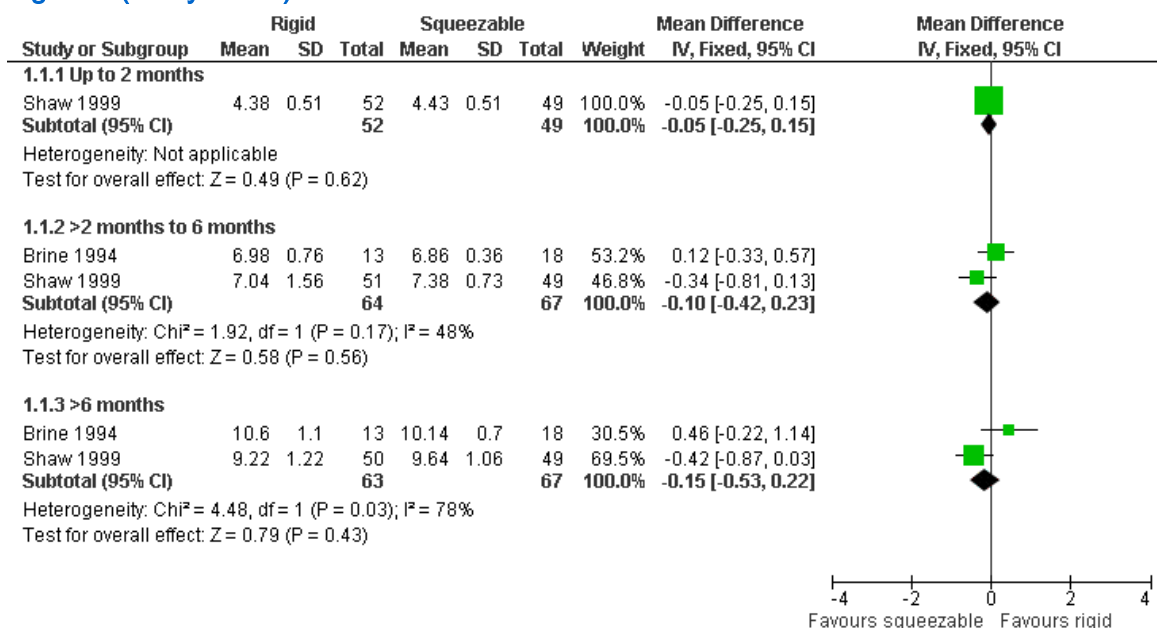 Rigid Squeezable Mean Difference Mean Difference
Study or Subgroup Mean SD Total Mean SD Total Weight IV, Fixed, 95% CI IV, Fixed, 95% CI
1.1.1 Up to 2 months
Shaw 1999 4.38 0.51 52 4.43 0.51 49 100.0% -0.05 [-0.25, 0.15]
Subtotal (95% CI) 52 49 100.0% -0.05 [-0.25, 0.15]
Heterogeneity: Not applicable
Test for overall effect: Z = 0.49 (P = 0.62)
1.1.2 >2 months to 6 months
Brine 1994 6.98 0.76 13 6.86 0.36 18 53.2% 0.12 [-0.33, 0.57]
Shaw 1999 7.04 1.56 51 7.38 0.73 49 46.8% -0.34 [-0.81, 0.13]
Subtotal (95% CI) 64 67 100.0% -0.10 [-0.42, 0.23]
Heterogeneity: Chi² = 1.92, df = 1 (P = 0.17); I² = 48%
Test for overall effect: Z = 0.58 (P = 0.56)
1.1.3 >6 months
Brine 1994 10.6 1.1 13 10.14 0.7 18 30.5% 0.46 [-0.22, 1.14]
Shaw 1999 9.22 1.22 50 9.64 1.06 49 69.5% -0.42 [-0.87, 0.03]
Subtotal (95% CI) 63 67 100.0% -0.15 [-0.53, 0.22]
Heterogeneity: Chi² = 4.48, df = 1 (P = 0.03); I² = 78%
Test for overall effect: Z = 0.79 (P = 0.43)
-4 -2 0 2 4
Favours squeezable Favours rigid